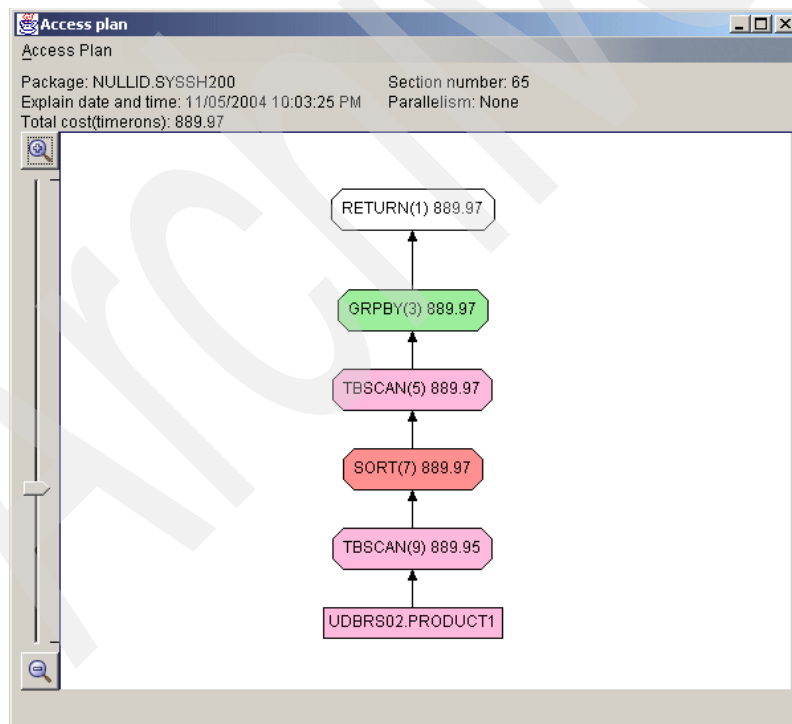 Access plan
Access Plan
Package: NULLID.SYSSH200 Section number: 65
Explain date and time: 11/05/2004 10:03:25 PM Parallelism: None
Total cost(timerons): 889.97
RETURN(1) 889.97
GRPBY(3) 889.97
TBSCAN(5) 889.97
SORT(7) 889.97
TBSCAN(9) 889.95
UDBRS02.PRODUCT1